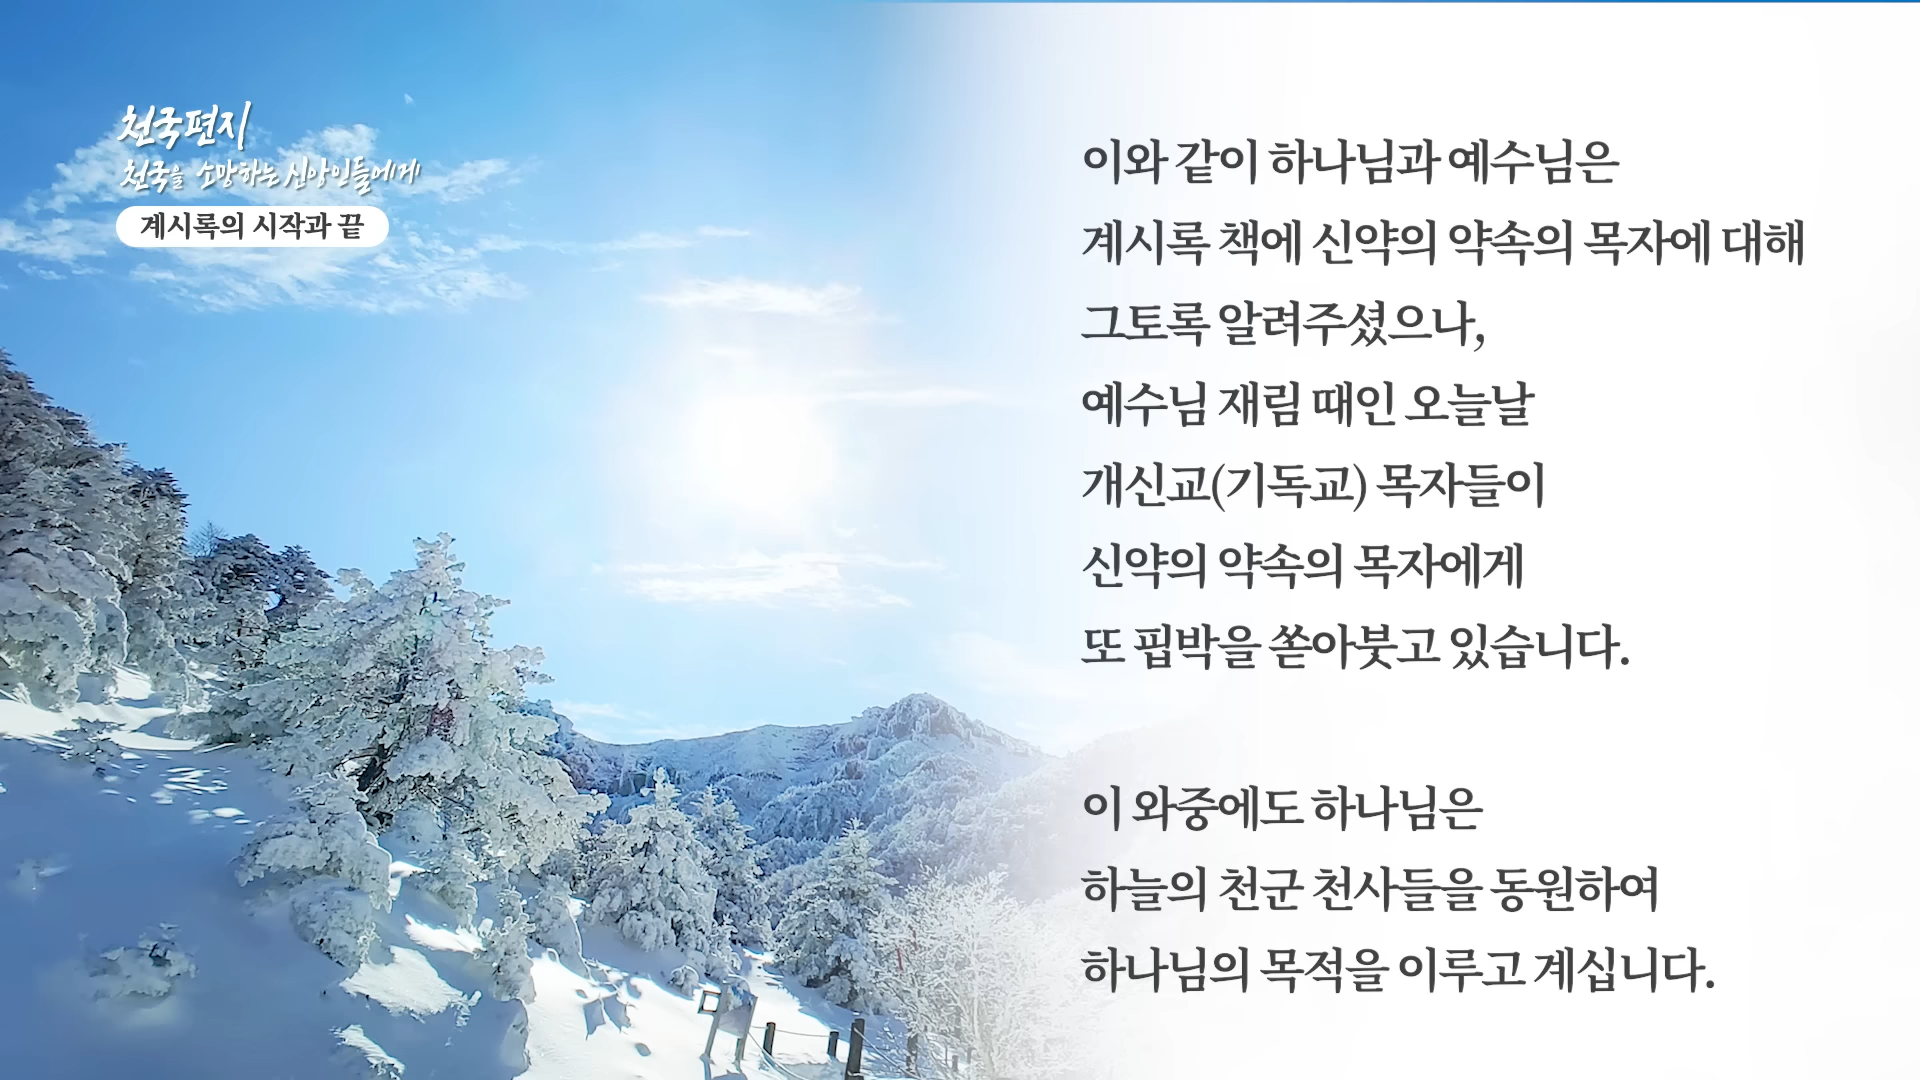 천국편지
천국을 소망하는 신앙인들에게
계시록의 시작과 끝
이와 같이 하나님과 예수님은
계시록 책에 신약의 약속의 목자에 대해
그토록 알려주셨으나,
예수님 재림 때인 오늘날
개신교(기독교) 목자들이
신약의 약속의 목자에게
또 핍박을 쏟아붓고 있습니다.
이 와중에도 하나님은
하늘의 천군 천사들을 동원하여
하나님의 목적을 이루고 계십니다.